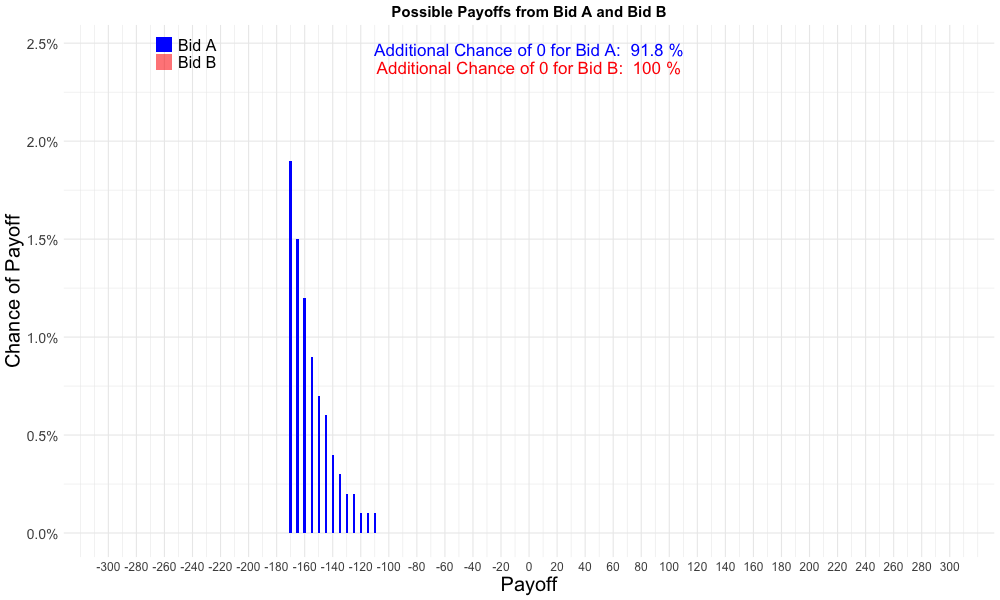 Possible Payoffs from Bid A and Bid B
Bid A
Bid B
Additional Chance of 0 for Bid A: 91.8 %
Additional Chance of 0 for Bid B: 100 %
Chance of Payoff
2.5%
2.0%
1.5%
1.0%
0.5%
0.0%
-300 -280 -260 -240 -220 -200 -180 -160 -140 -120 -100 -80 -60 -40 -20 0 20 40 60 80 100 120 140 160 180 200 220 240 260 280 300
Payoff